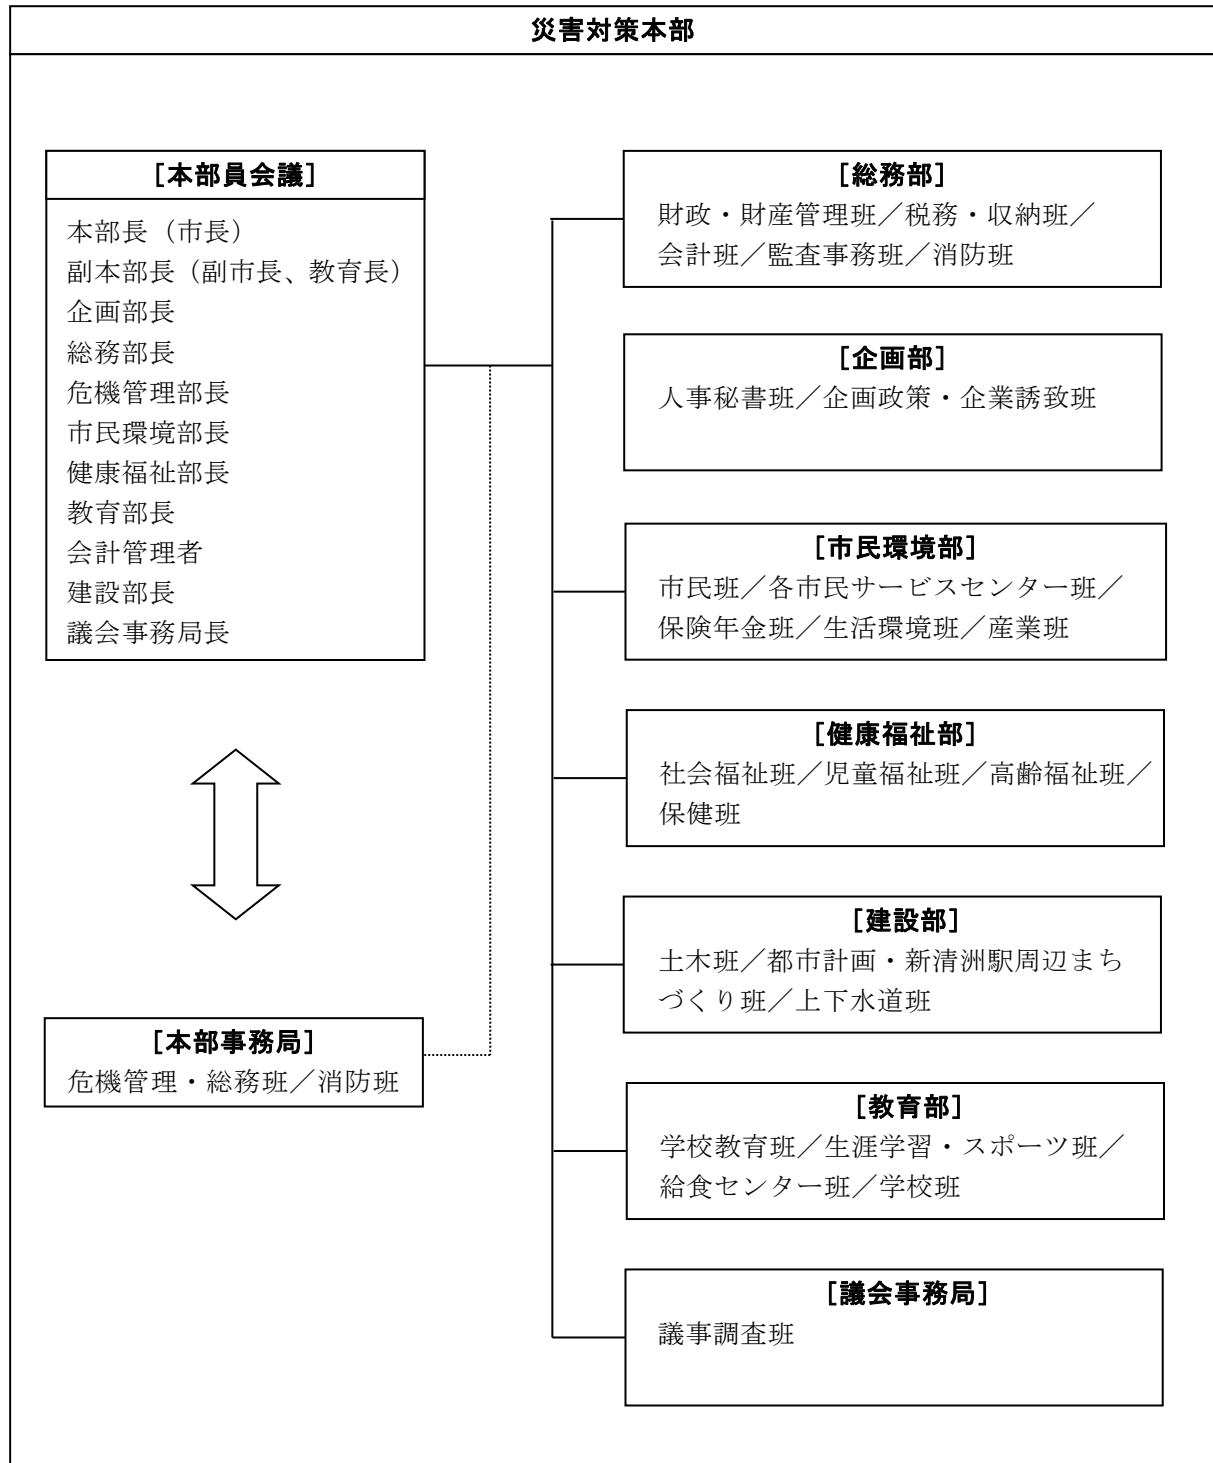 災害対策本部
［本部員会議］
本部長（市長）
副本部長（副市長、教育長）
企画部長
総務部長
危機管理部長
市民環境部長
健康福祉部長
教育部長
会計管理者
建設部長
議会事務局長
［本部事務局］
危機管理・総務班／消防班
［総務部］
財政・財産管理班／税務・収納班／
会計班／監査事務班／消防班
［企画部］
人事秘書班／企画政策・企業誘致班
［市民環境部］
市民班／各市民サービスセンター班／
保険年金班／生活環境班／産業班
［健康福祉部］
社会福祉班／児童福祉班／高齢福祉班／
保健班
［建設部］
土木班／都市計画・新清洲駅周辺まち
づくり班／上下水道班
［教育部］
学校教育班／生涯学習・スポーツ班／
給食センター班／学校班
［議会事務局］
議事調査班